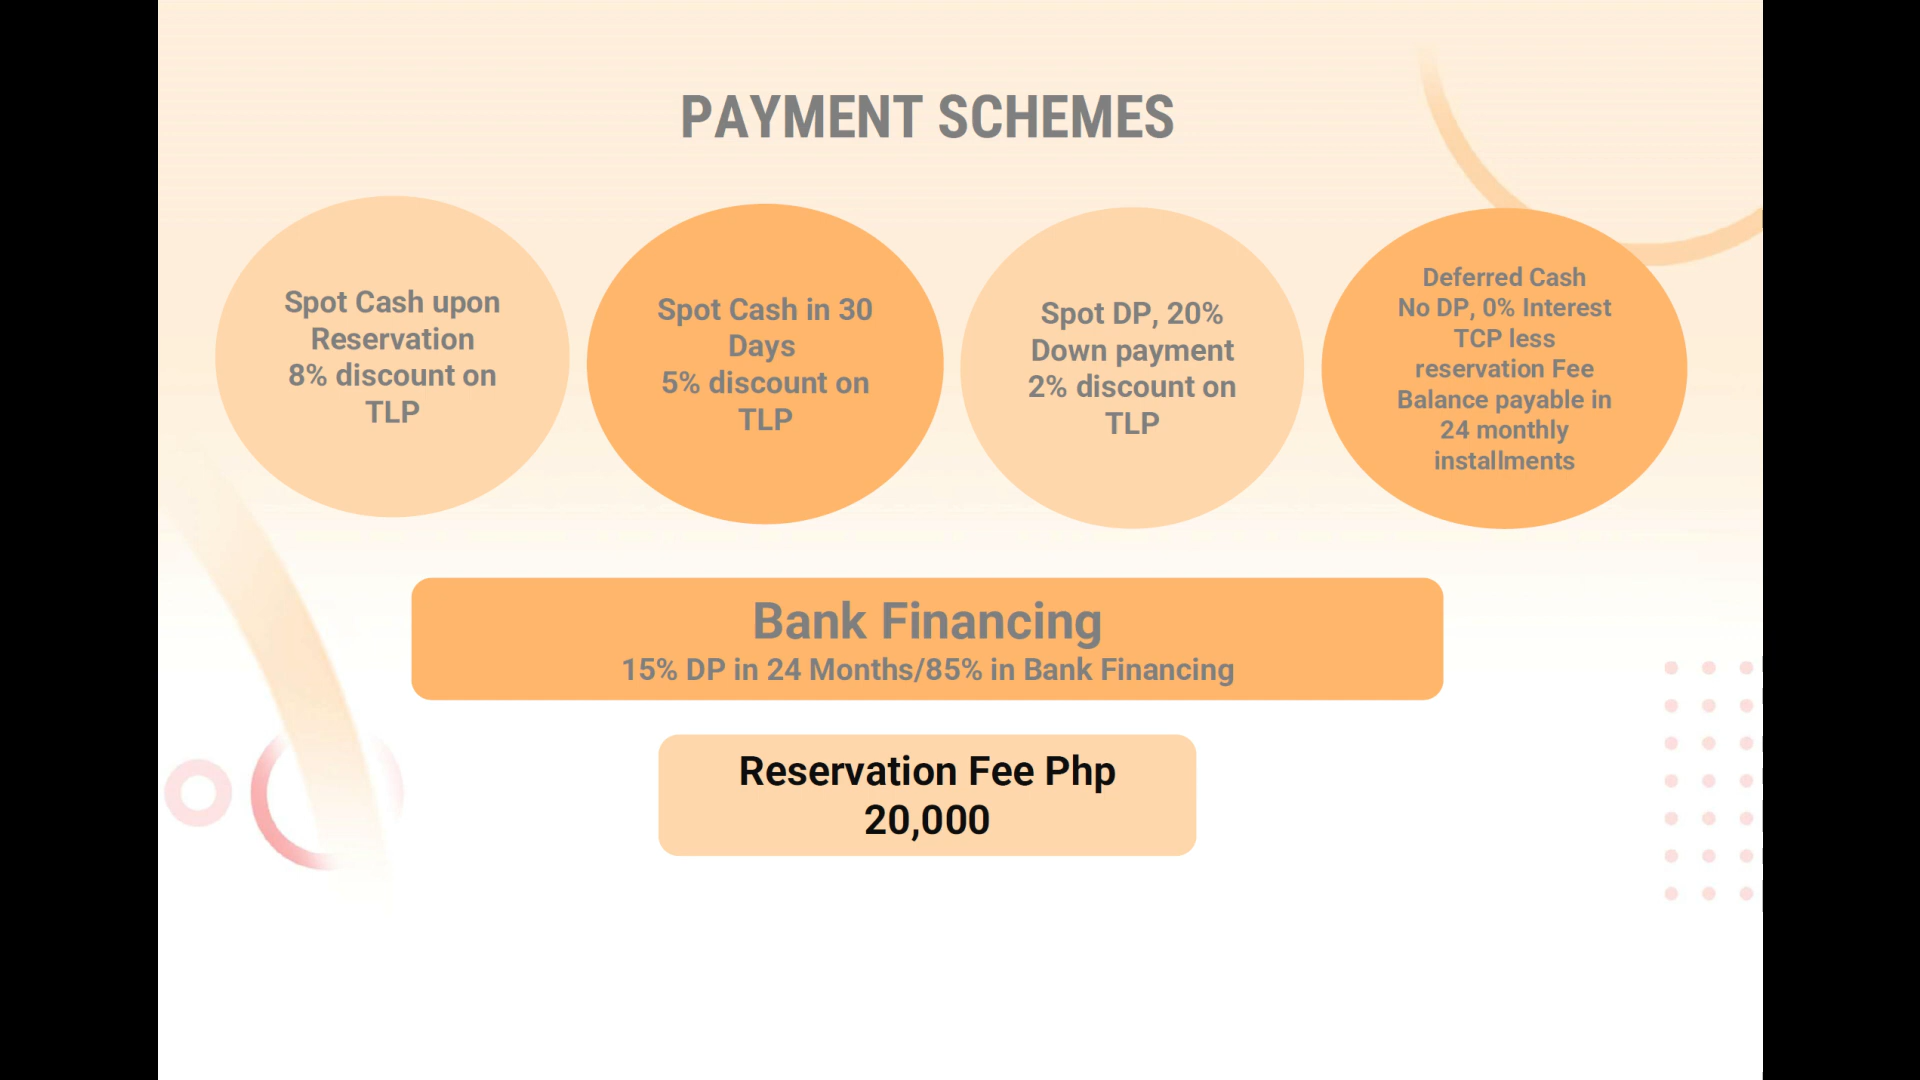 PAYMENT SCHEMES
Spot Cash upon
Reservation
8% discount on
TLP
Spot Cash in 30
Days
5% discount on
TLP
Spot DP, 20%
Down payment
2% discount on
TLP
Deferred Cash
No DP, 0% Interest
TCP less
reservation Fee
Balance payable in
24 monthly
installments
Bank Financing
15% DP in 24 Months/85% in Bank Financing
Reservation Fee Php
20,000